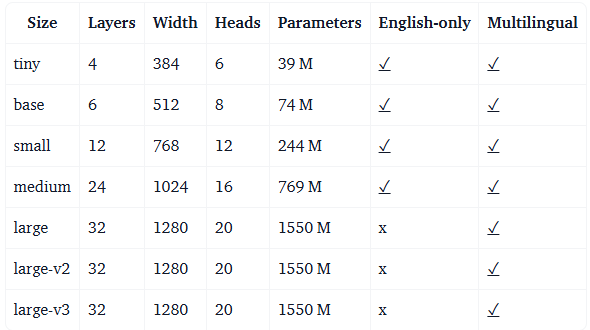 Size Layers Width Heads Parameters English-only Multilingual
tiny 4 384 6 39 M ✓ ✓
base 6 512 8 74 M ✓ ✓
small 12 768 12 244 M ✓ ✓
medium 24 1024 16 769 M ✓ ✓
large 32 1280 20 1550 M x ✓
large-v2 32 1280 20 1550 M x ✓
large-v3 32 1280 20 1550 M x ✓